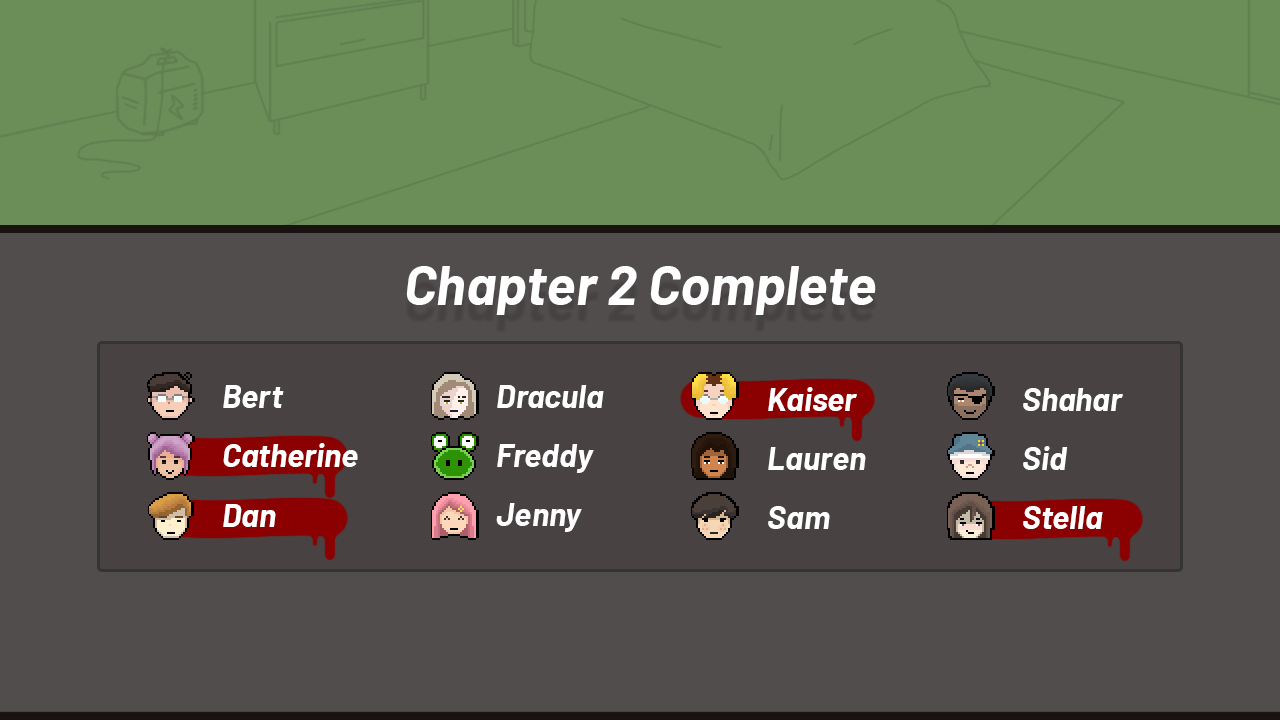 Chapter 2 Complete
Bert
Dracula
Kaiser
Shahar
Catherine
Freddy
Lauren
Sid
Dan
Jenny
Sam
Stella